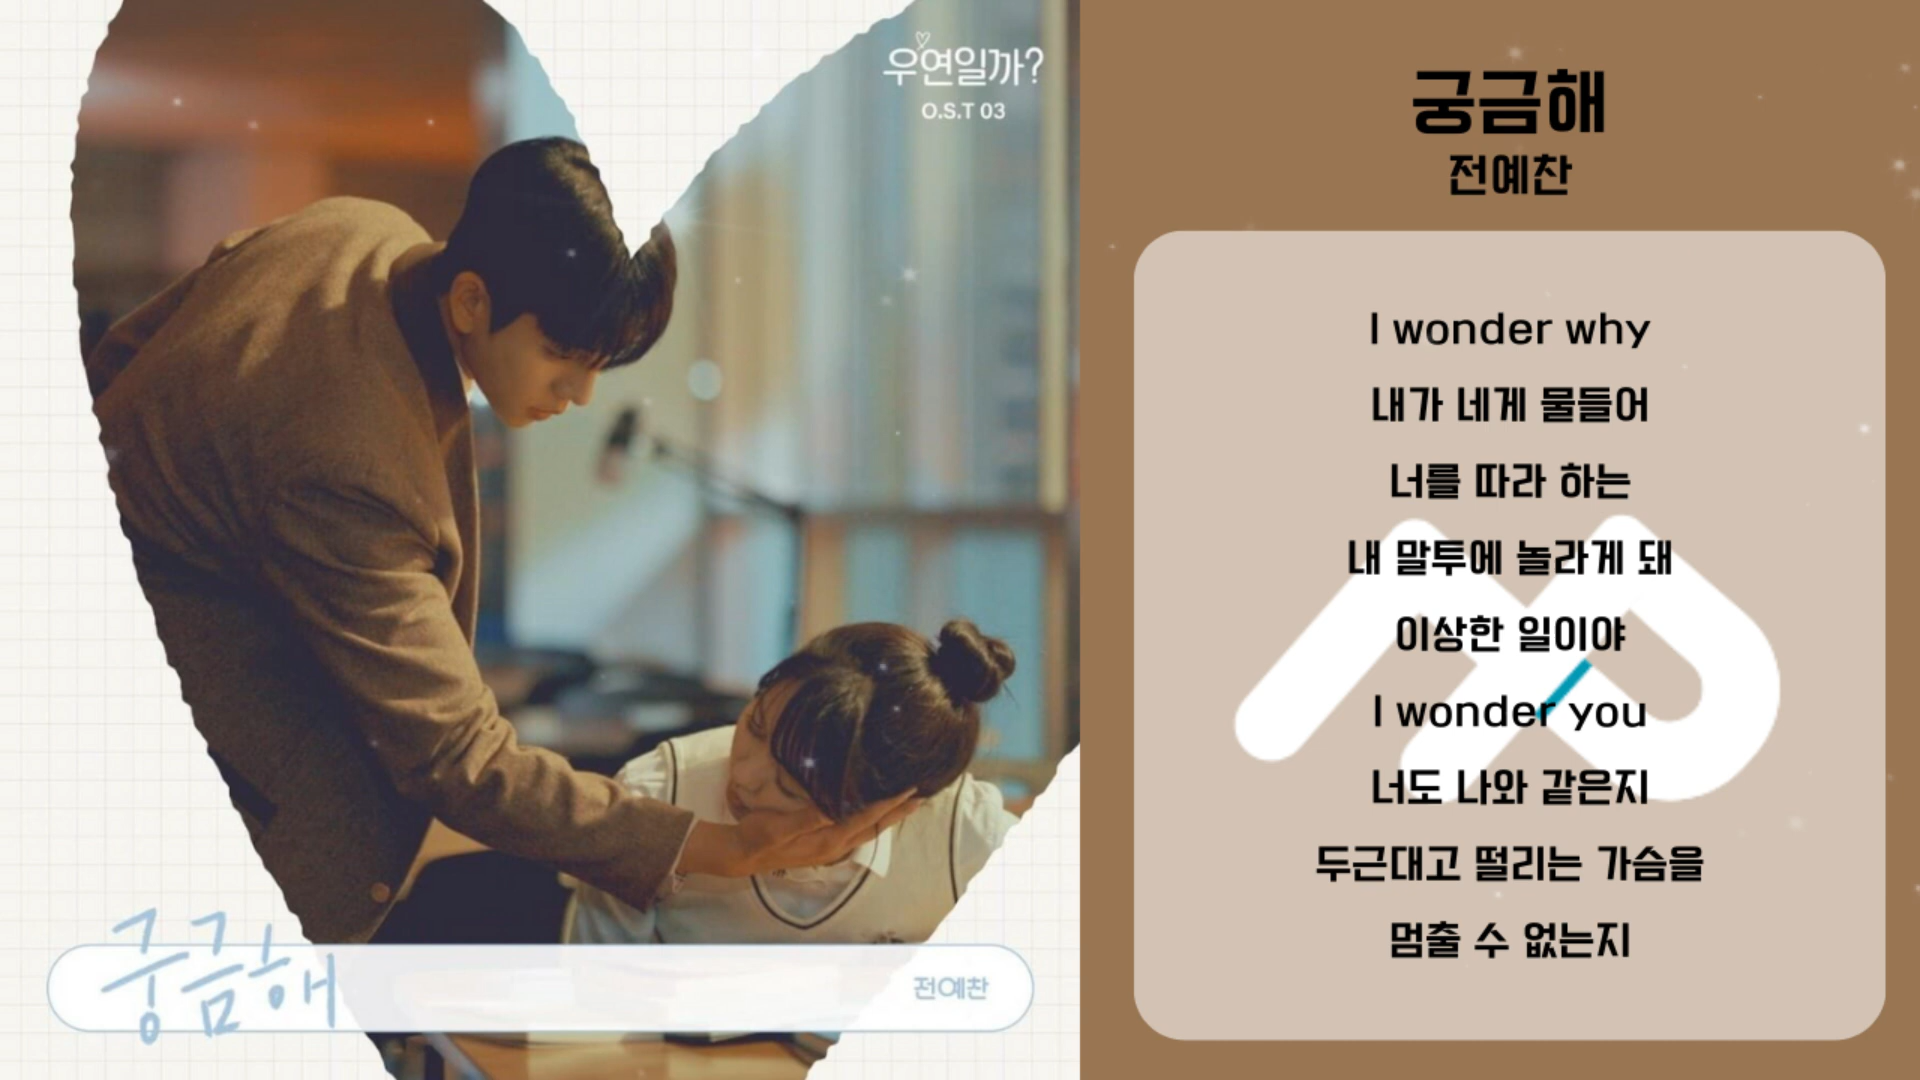 우연일까?
O.S.T 03
궁금해
전예찬
궁금해
전예찬
I wonder why
내가 네게 물들어
너를 따라 하는
내 말투에 놀라게 돼
이상한 일이야
I wonder you
너도 나와 같은지
두근대고 떨리는 가슴을
멈출 수 없는지